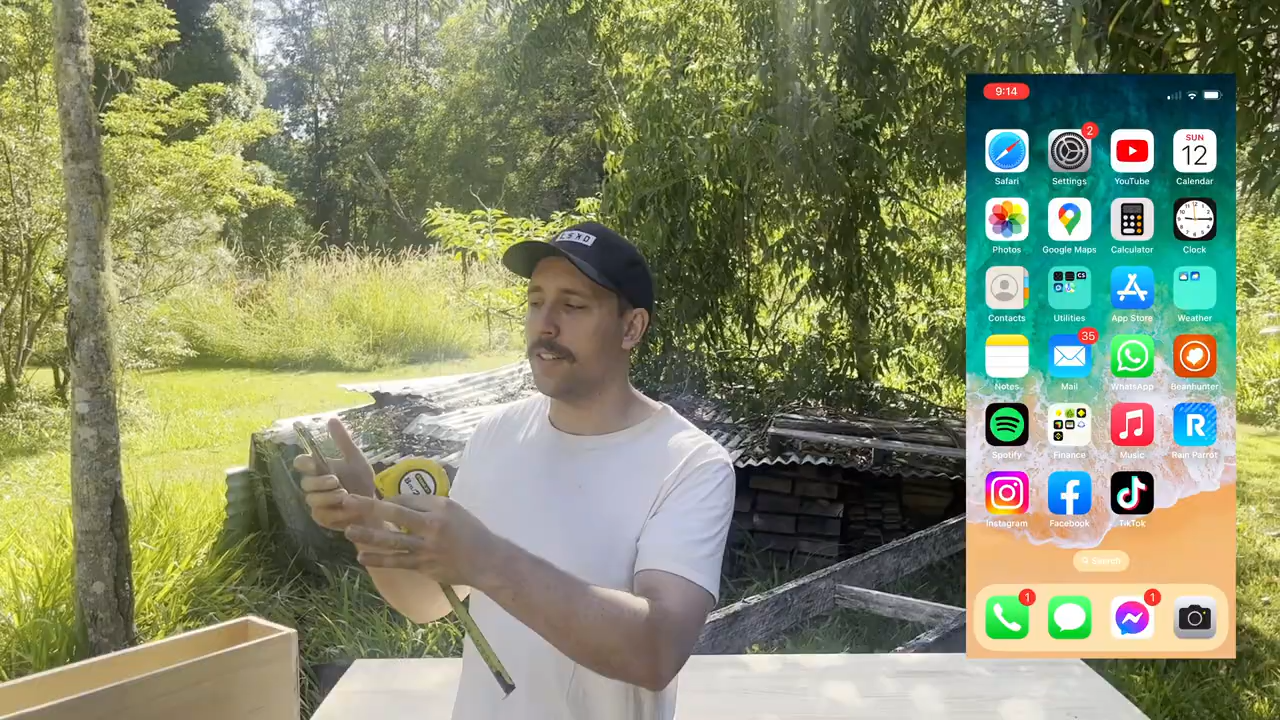 9:14
2
SUN
12
Safari
Settings
YouTube
Calendar
Photos
Google Maps
Calculator
Clock
CS
Contacts
Utilities
App Store
Weather
35
Notes
Mail
WhatsApp
Beanhunter
Spotify
Finance
Music
Rain Parrot
Instagram
Facebook
TikTok
Search
1
1